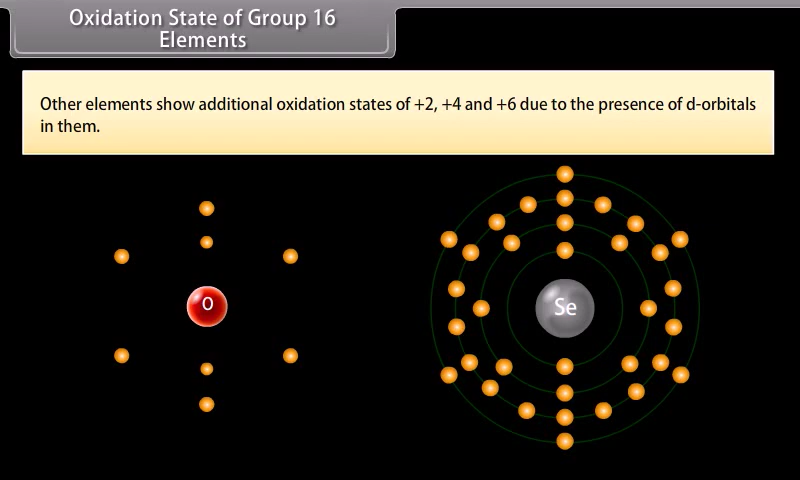 Oxidation State of Group 16
Elements
Other elements show additional oxidation states of +2, +4 and +6 due to the presence of d-orbitals
in them.
O
Se